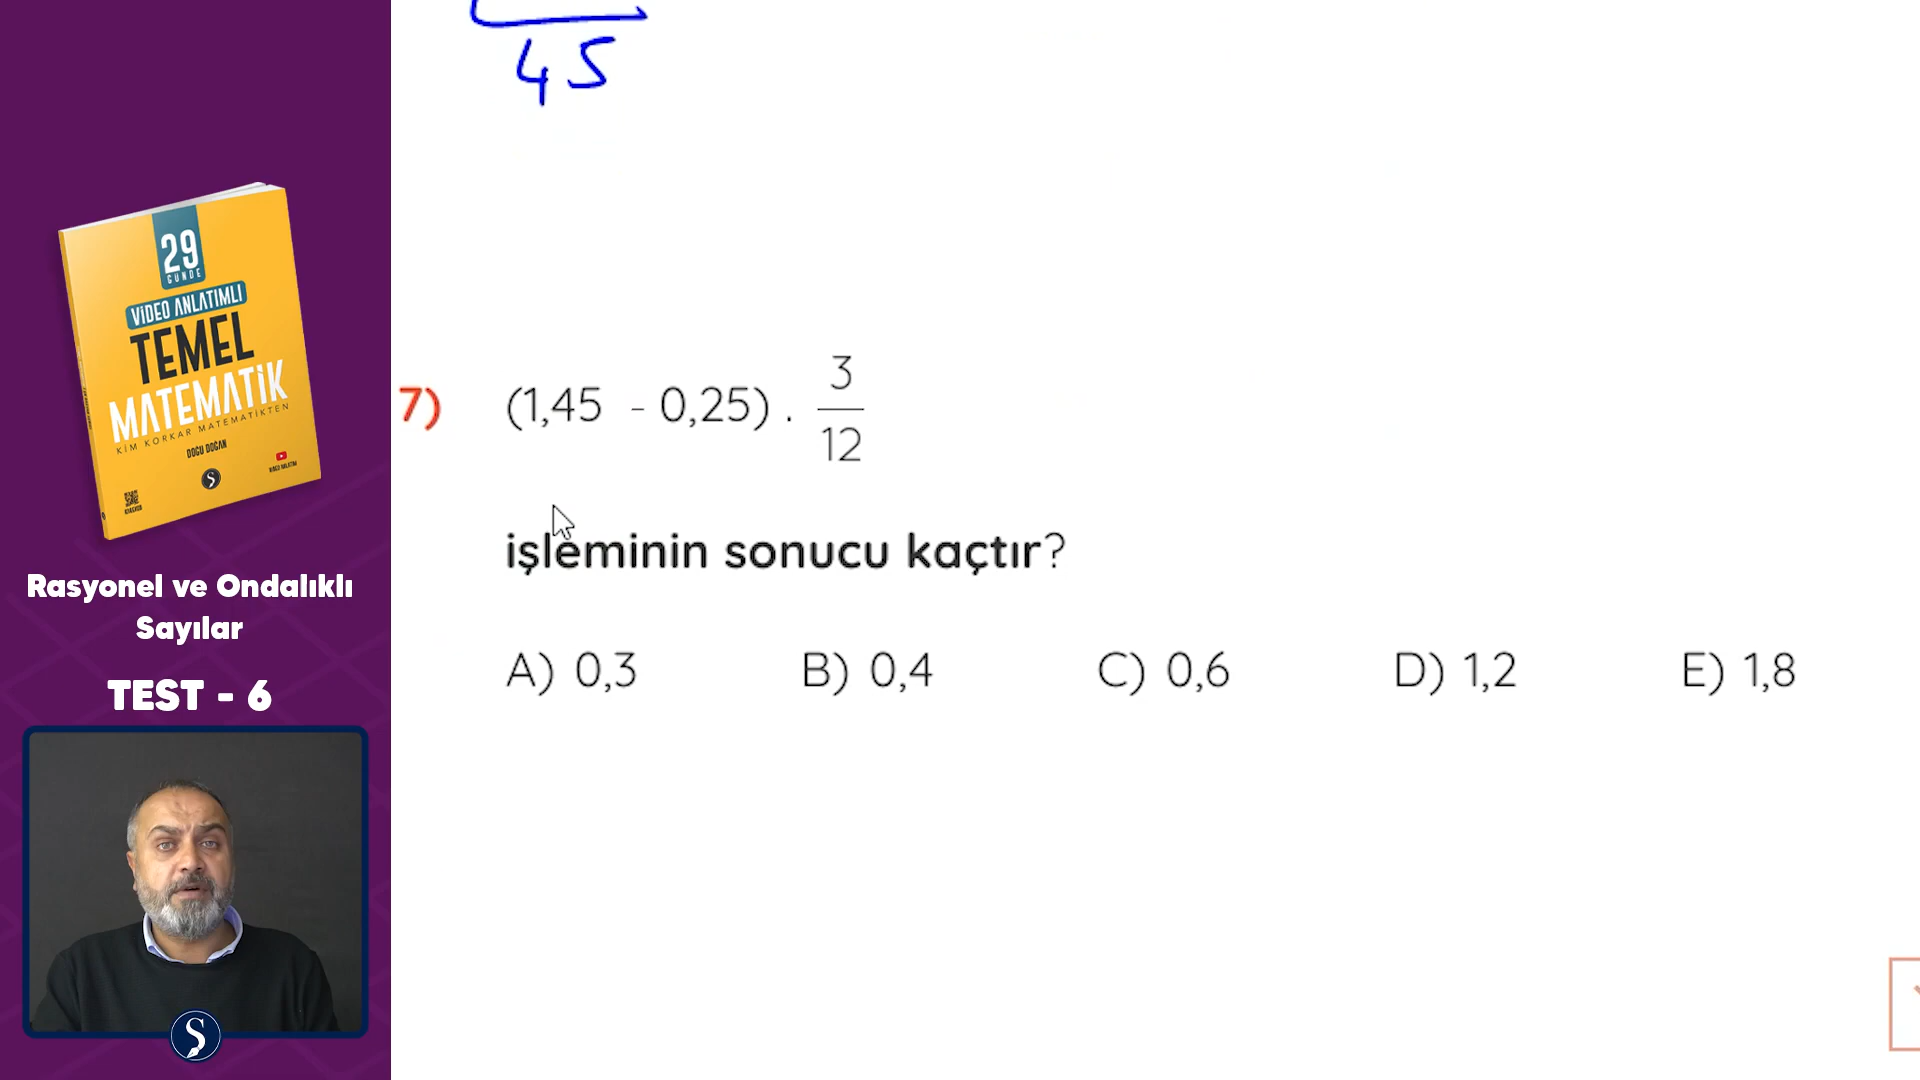 29
GÜNDE
VİDEO ANLATIMLI
TEMEL
MATEMATİK
KİM KORKAR MATEMATİKTEN
DOĞU DOĞAN
Rasyonel ve Ondalıklı
Sayılar
TEST - 6
45
7) (1,45 - 0,25) . 3/12
işleminin sonucu kaçtır?
A) 0,3 B) 0,4 C) 0,6 D) 1,2 E) 1,8